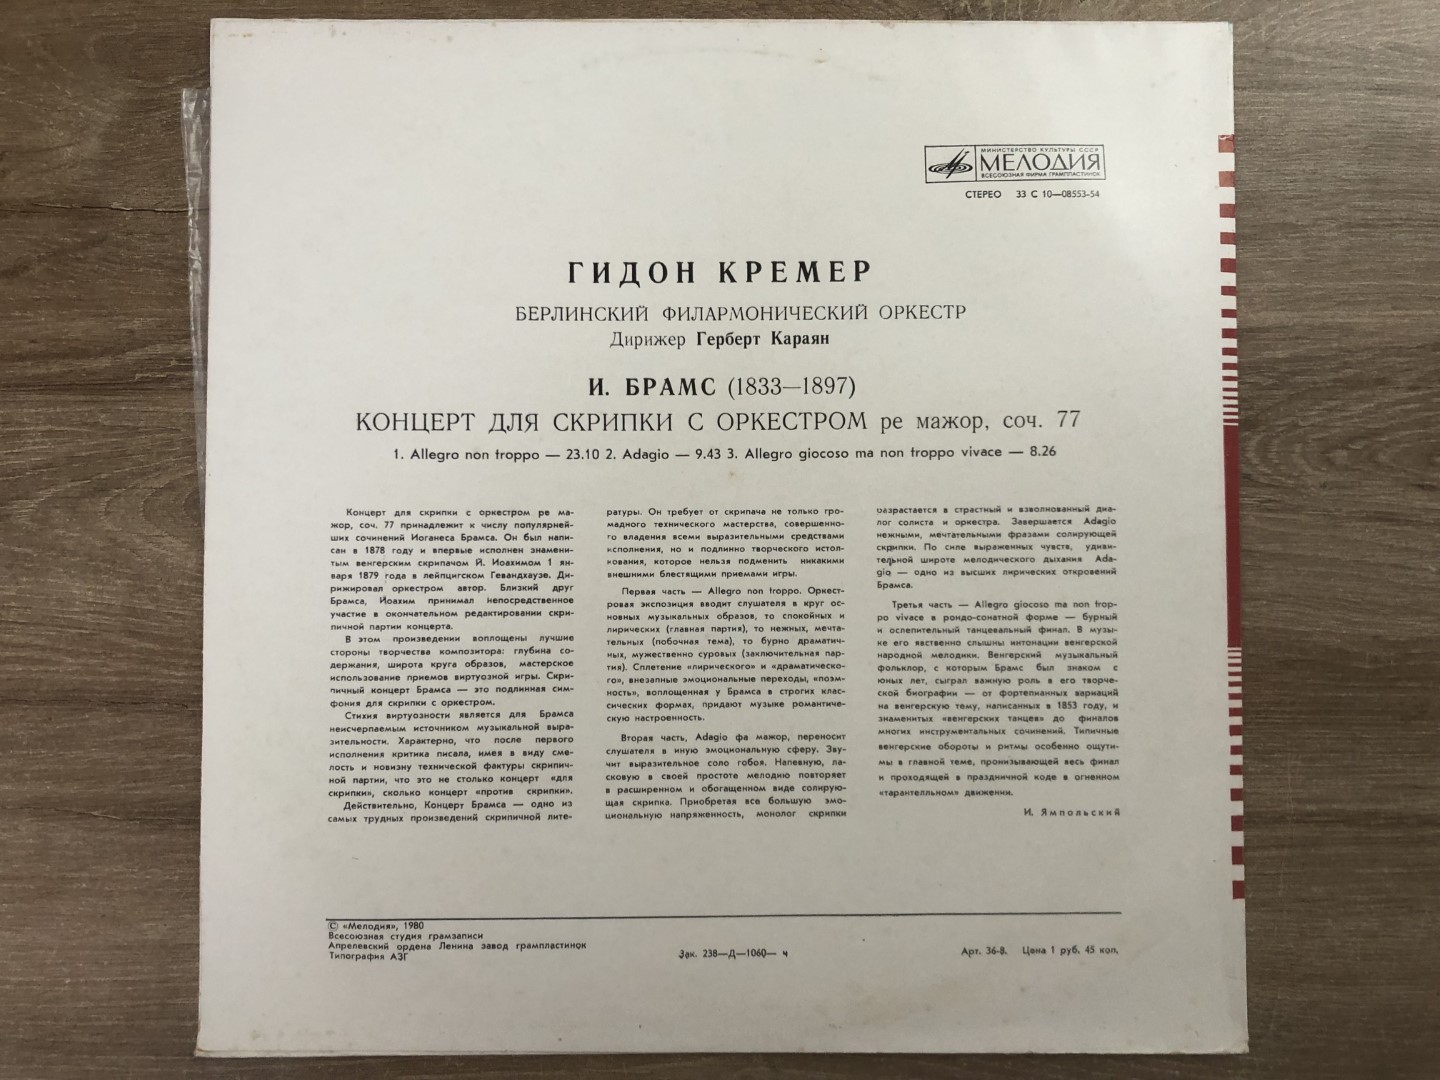 МИНИСТЕРСТВО КУЛЬТУРЫ СССР
МЕЛОДИЯ
ВСЕСОЮЗНАЯ ФИРМА ГРАМПЛАСТИНОК
СТЕРЕО 33 С 10—08553-54
ГИДОН КРЕМЕР
БЕРЛИНСКИЙ ФИЛАРМОНИЧЕСКИЙ ОРКЕСТР
Дирижер Герберт Караян
И. БРАМС (1833—1897)
КОНЦЕРТ ДЛЯ СКРИПКИ С ОРКЕСТРОМ ре мажор, соч. 77
1. Allegro non troppo — 23.10 2. Adagio — 9.43 3. Allegro giocoso ma non troppo vivace — 8.26
Концерт для скрипки с оркестром ре ма-
жор, соч. 77 принадлежит к числу популярней-
ших сочинений Иоганеса Брамса. Он был напи-
сан в 1878 году и впервые исполнен знамени-
тым венгерским скрипачом Й. Иоахимом 1 ян-
варя 1879 года в лейпцигском Гевандхаузе. Ди-
рижировал оркестром автор. Близкий друг
Брамса, Йоахим принимал непосредственное
участие в окончательном редактировании скри-
пичной партии концерта.
В этом произведении воплощены лучшие
стороны творчества композитора: глубина со-
держания, широта круга образов, мастерское
использование приемов виртуозной игры. Скри-
пичный концерт Брамса — это подлинная сим-
фония для скрипки с оркестром.
Стихия виртуозности является для Брамса
неисчерпаемым источником музыкальной выра-
зительности. Характерно, что после первого
исполнения критика писала, имея в виду сме-
лость и новизну технической фактуры скрипич-
ной партии, что это не столько концерт «для
скрипки», сколько концерт «против скрипки».
Действительно, Концерт Брамса — одно из
самых трудных произведений скрипичной лите-
ратуры. Он требует от скрипача не только гро-
мадного технического мастерства, совершенно-
го владения всеми выразительными средствами
исполнения, но и подлинно творческого истол-
кования, которое нельзя подменить никакими
внешними блестящими приемами игры.
Первая часть — Allegro non troppo. Оркест-
ровая экспозиция вводит слушателя в круг ос-
новных музыкальных образов, то спокойных и
лирических (главная партия), то нежных, мечта-
тельных (побочная тема), то бурно драматич-
ных, мужественно суровых (заключительная пар-
тия). Сплетение «лирического» и «драматическо-
го», внезапные эмоциональные переходы, «поэм-
ность», воплощенная у Брамса в строгих клас-
сических формах, придают музыке романтиче-
скую настроенность.
Вторая часть, Adagio фа мажор, переносит
слушателя в иную эмоциональную сферу. Зву-
чит выразительное соло гобоя. Напевную, ла-
сковую в своей простоте мелодию повторяет
в расширенном и обогащенном виде солирую-
щая скрипка. Приобретая все большую эмо-
циональную напряженность, монолог скрипки
разрастается в страстный и взволнованный диа-
лог солиста и оркестра. Завершается Adagio
нежными, мечтательными фразами солирующей
скрипки. По силе выраженных чувств, удиви-
тельной широте мелодического дыхания Ada-
gio — одно из высших лирических откровений
Брамса.
Третья часть — Allegro giocoso ma non trop-
po vivace в рондо-сонатной форме — бурный
и ослепительный танцевальный финал. В музы-
ке его явственно слышны интонации венгерской
народной мелодики. Венгерский музыкальный
фольклор, с которым Брамс был знаком с
юных лет, сыграл важную роль в его творче-
ской биографии — от фортепианных вариаций
на венгерскую тему, написанных в 1853 году, и
знаменитых «венгерских танцев» до финалов
многих инструментальных сочинений. Типичные
венгерские обороты и ритмы особенно ощути-
мы в главной теме, пронизывающей весь финал
и проходящей в праздничной коде в огненном
«тарантелльном» движении.
И. Ямпольский
© «Мелодия», 1980
Всесоюзная студия грамзаписи
Апрелевский ордена Ленина завод грампластинок
Типография АЗГ
Зак. 238—Д—1060— ч
Арт. 36-8. Цена 1 руб. 45 коп.